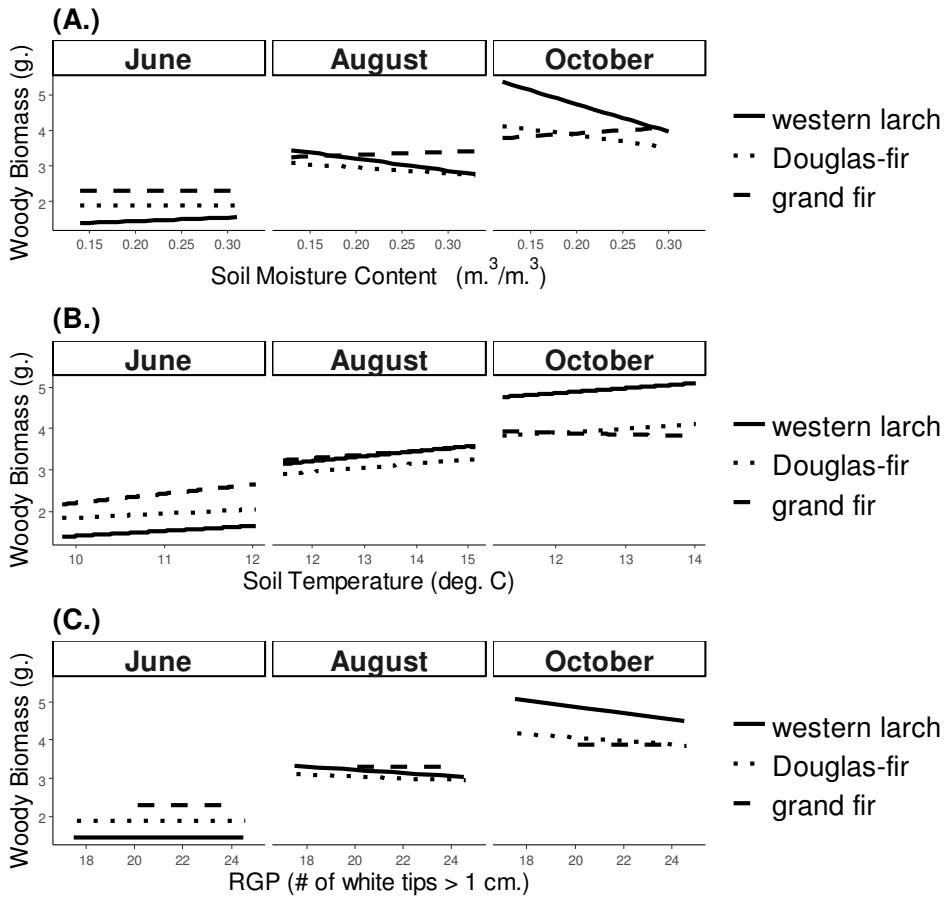 (A.)
June August October
Woody Biomass (g.)
5
4
3
2
0.15 0.20 0.25 0.30 0.15 0.20 0.25 0.30 0.15 0.20 0.25 0.30
Soil Moisture Content (m.³/m.³)
western larch
Douglas-fir
grand fir
(B.)
June August October
Woody Biomass (g.)
5
4
3
2
10 11 12 12 13 14 15 12 13 14
Soil Temperature (deg. C)
western larch
Douglas-fir
grand fir
(C.)
June August October
Woody Biomass (g.)
5
4
3
2
18 20 22 24 18 20 22 24 18 20 22 24
RGP (# of white tips > 1 cm.)
western larch
Douglas-fir
grand fir